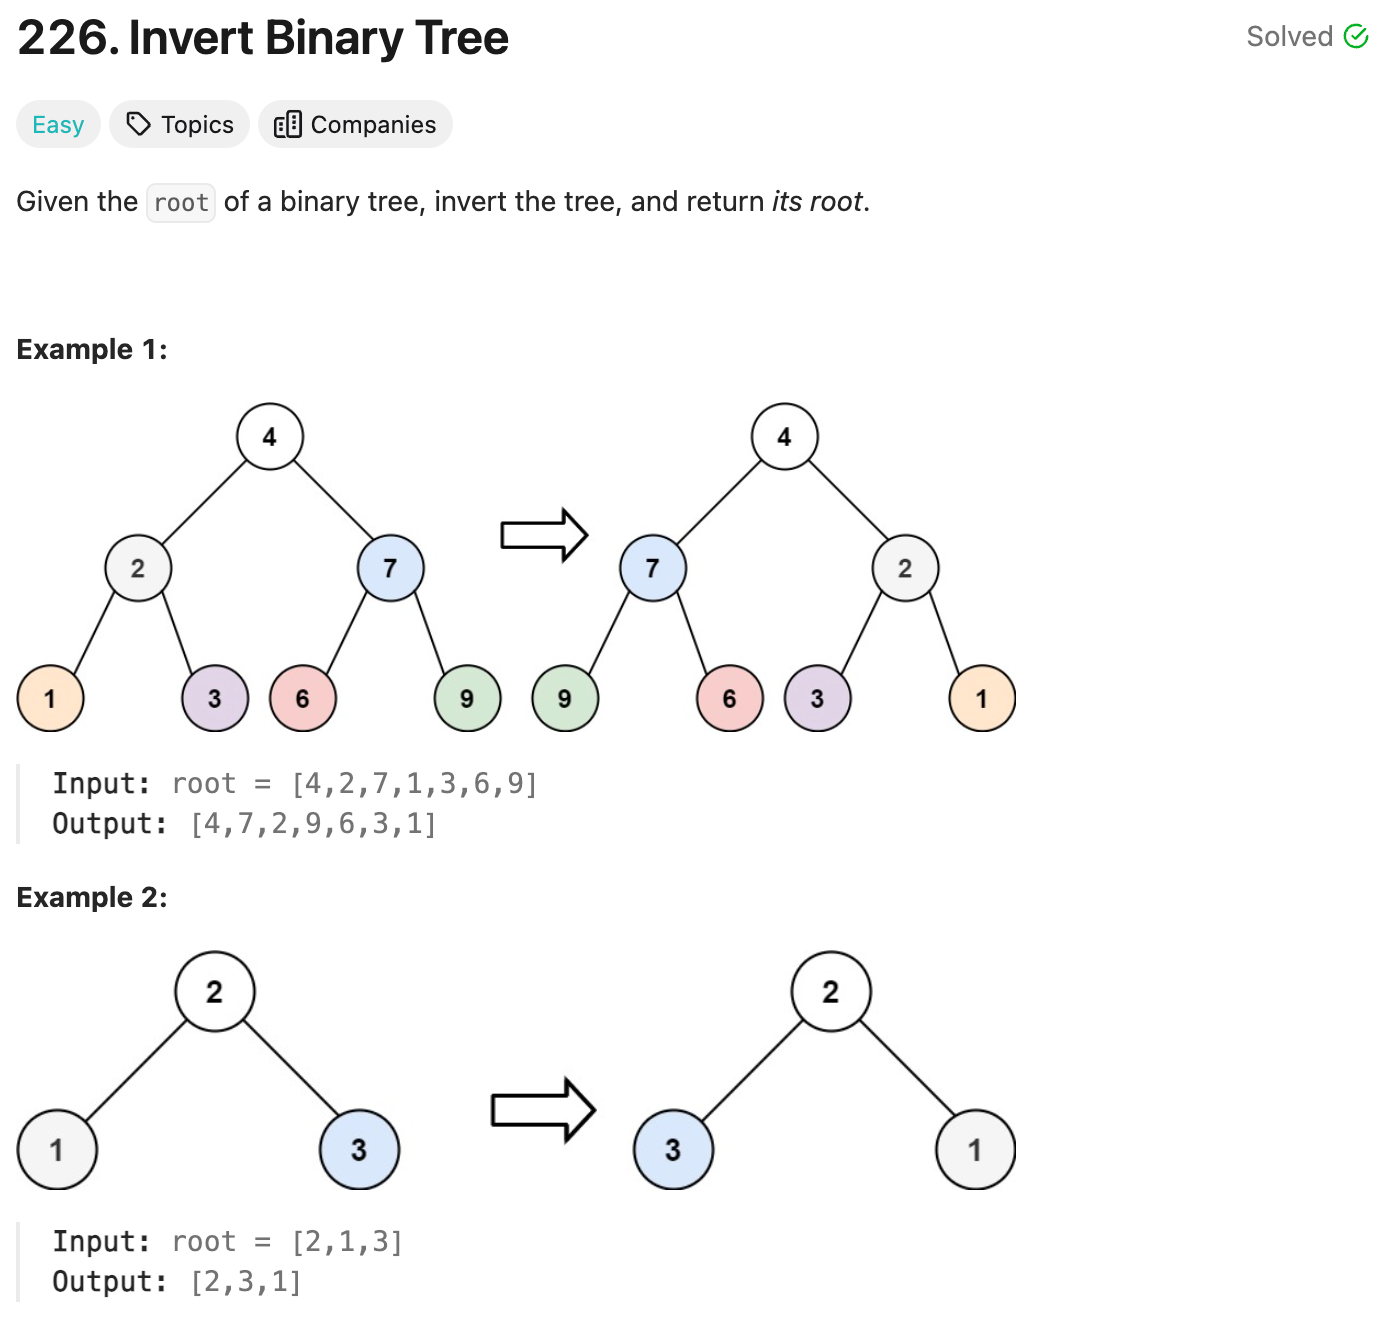 226. Invert Binary Tree
Solved
Easy Topics Companies
Given the root of a binary tree, invert the tree, and return its root.
Example 1:
4 4
2 7 7 2
1 3 6 9 9 6 3 1
Input: root = [4,2,7,1,3,6,9]
Output: [4,7,2,9,6,3,1]
Example 2:
2 2
1 3 3 1
Input: root = [2,1,3]
Output: [2,3,1]